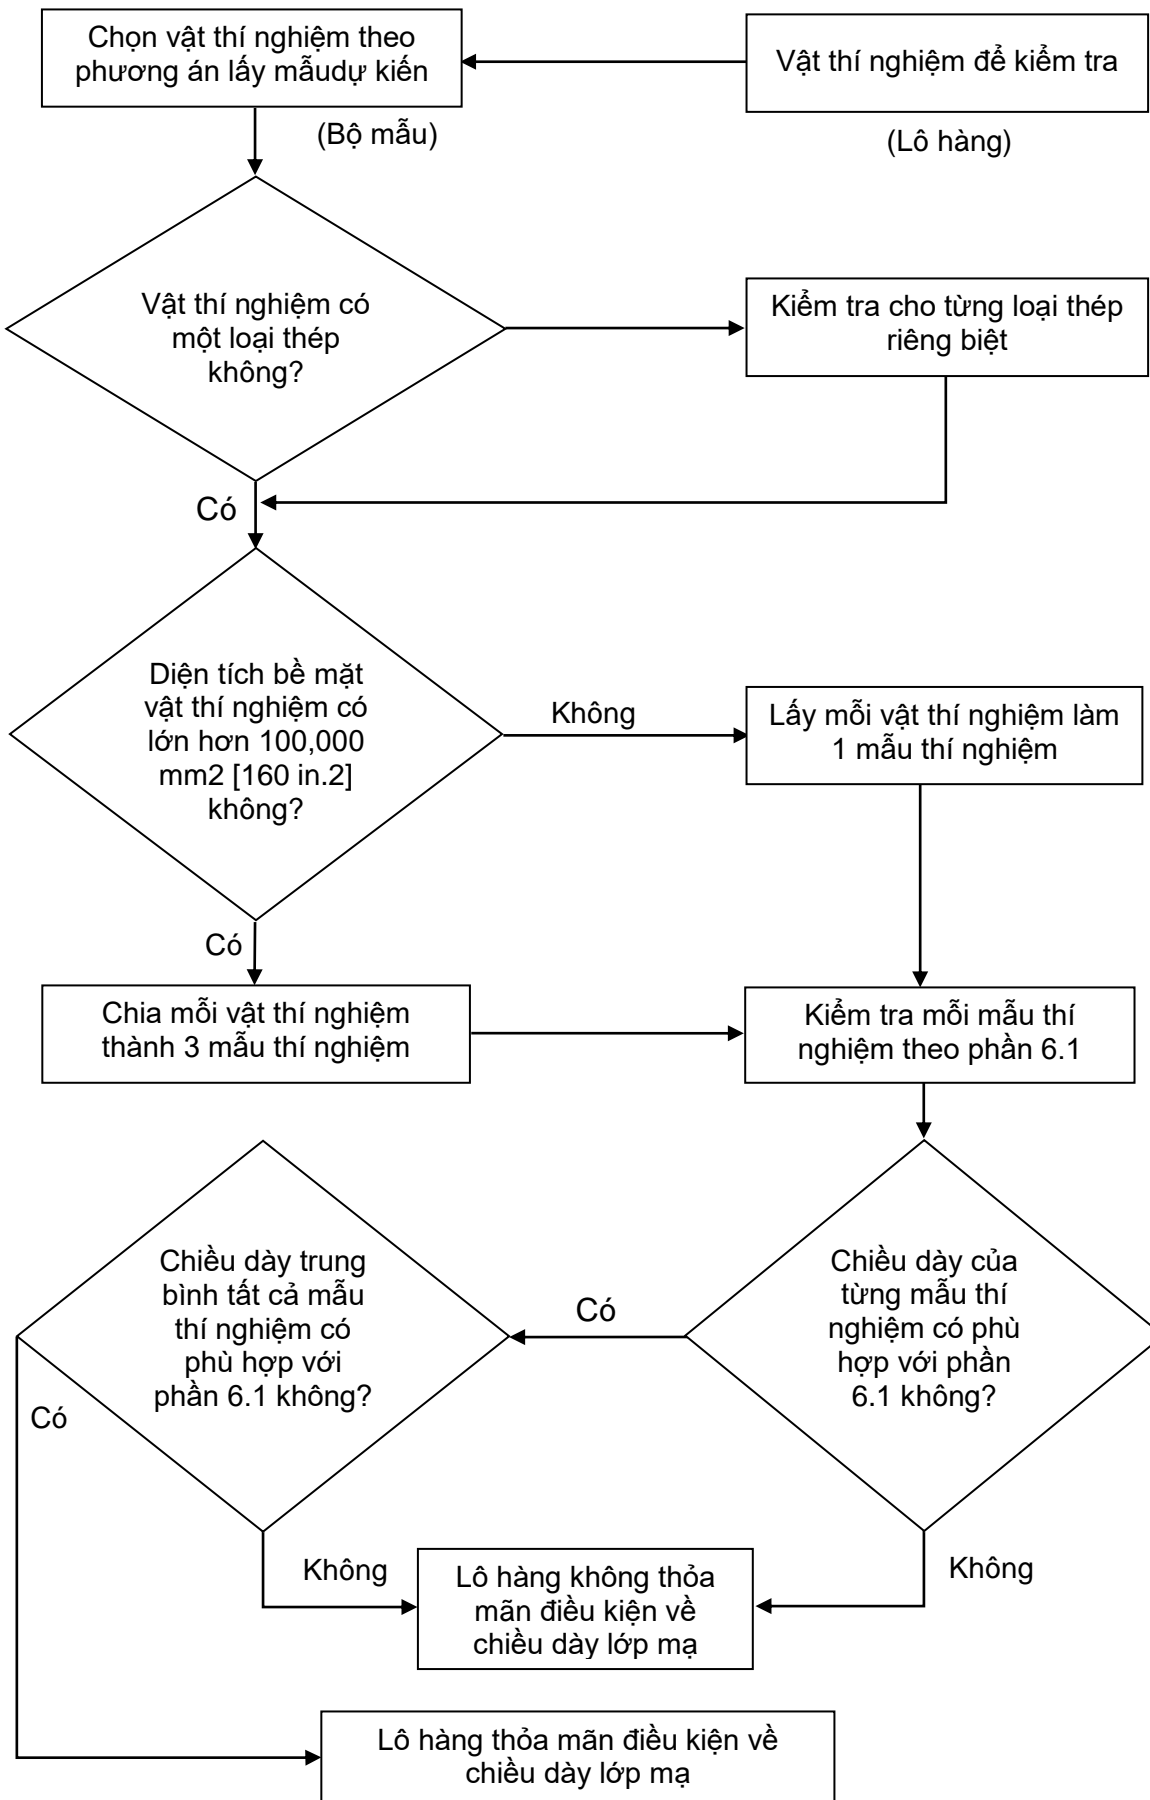 Chọn vật thí nghiệm theo
phương án lấy mẫudự kiến
Vật thí nghiệm để kiểm tra
(Bộ mẫu)
(Lô hàng)
Vật thí nghiệm có
một loại thép
không?
Kiểm tra cho từng loại thép
riêng biệt
Có
Diện tích bề mặt
vật thí nghiệm có
lớn hơn 100,000
mm2 [160 in.2]
không?
Không
Lấy mỗi vật thí nghiệm làm
1 mẫu thí nghiệm
Có
Chia mỗi vật thí nghiệm
thành 3 mẫu thí nghiệm
Kiểm tra mỗi mẫu thí
nghiệm theo phần 6.1
Chiều dày trung
bình tất cả mẫu
thí nghiệm có
phù hợp với
phần 6.1 không?
Có
Chiều dày của
từng mẫu thí
nghiệm có phù
hợp với phần
6.1 không?
Có
Không
Lô hàng không thỏa
mãn điều kiện về
chiều dày lớp mạ
Không
Lô hàng thỏa mãn điều kiện về
chiều dày lớp mạ